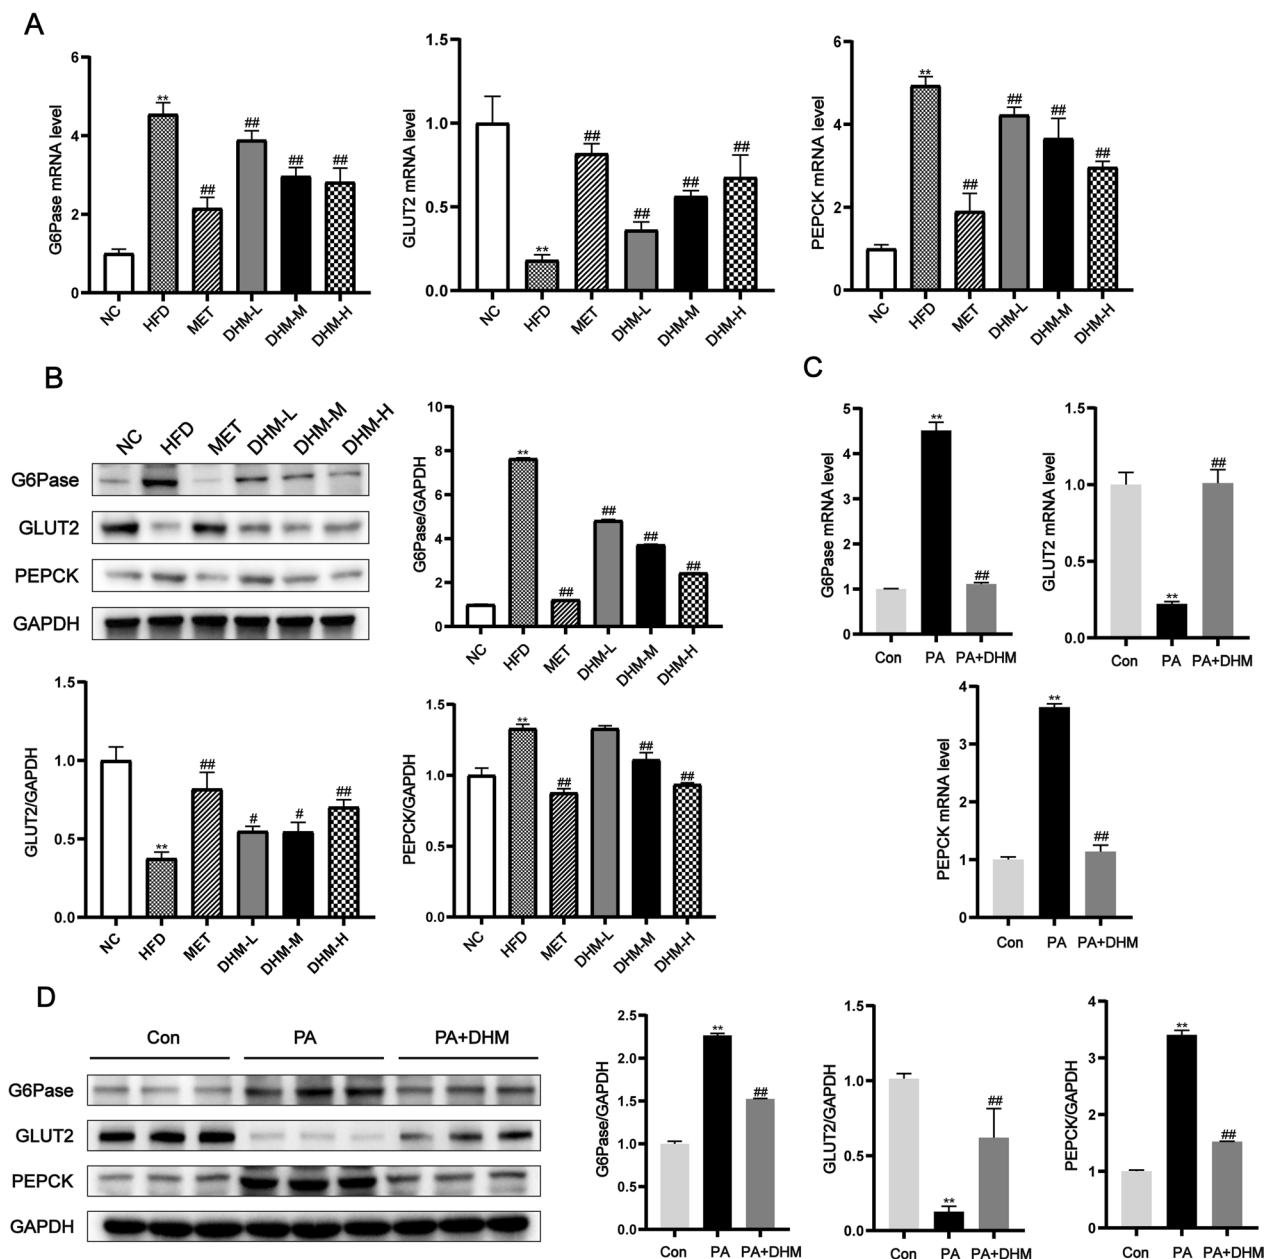 A
G6Pase mRNA level
6
4
2
0
**
##
##
##
##
NC
HFD
MET
DHM-L
DHM-M
DHM-H
GLUT2 mRNA level
1.5
1.0
0.5
0.0
**
##
##
##
##
NC
HFD
MET
DHM-L
DHM-M
DHM-H
PEPCK mRNA level
6
4
2
0
**
##
##
##
##
NC
HFD
MET
DHM-L
DHM-M
DHM-H
B
NC
HFD
MET
DHM-L
DHM-M
DHM-H
G6Pase
GLUT2
PEPCK
GAPDH
G6Pase/GAPDH
10
8
6
4
2
0
**
##
##
##
##
NC
HFD
MET
DHM-L
DHM-M
DHM-H
GLUT2/GAPDH
1.5
1.0
0.5
0.0
**
##
#
#
##
NC
HFD
MET
DHM-L
DHM-M
DHM-H
PEPCK/GAPDH
1.5
1.0
0.5
0.0
**
##
##
##
NC
HFD
MET
DHM-L
DHM-M
DHM-H
C
G6Pase mRNA level
5
4
3
2
1
0
**
##
Con
PA
PA+DHM
GLUT2 mRNA level
1.5
1.0
0.5
0.0
**
##
Con
PA
PA+DHM
PEPCK mRNA level
4
3
2
1
0
**
##
Con
PA
PA+DHM
D
Con
PA
PA+DHM
G6Pase
GLUT2
PEPCK
GAPDH
G6Pase/GAPDH
2.5
2.0
1.5
1.0
0.5
0.0
**
##
Con
PA
PA+DHM
GLUT2/GAPDH
1.5
1.0
0.5
0.0
**
##
Con
PA
PA+DHM
PEPCK/GAPDH
4
3
2
1
0
**
##
Con
PA
PA+DHM